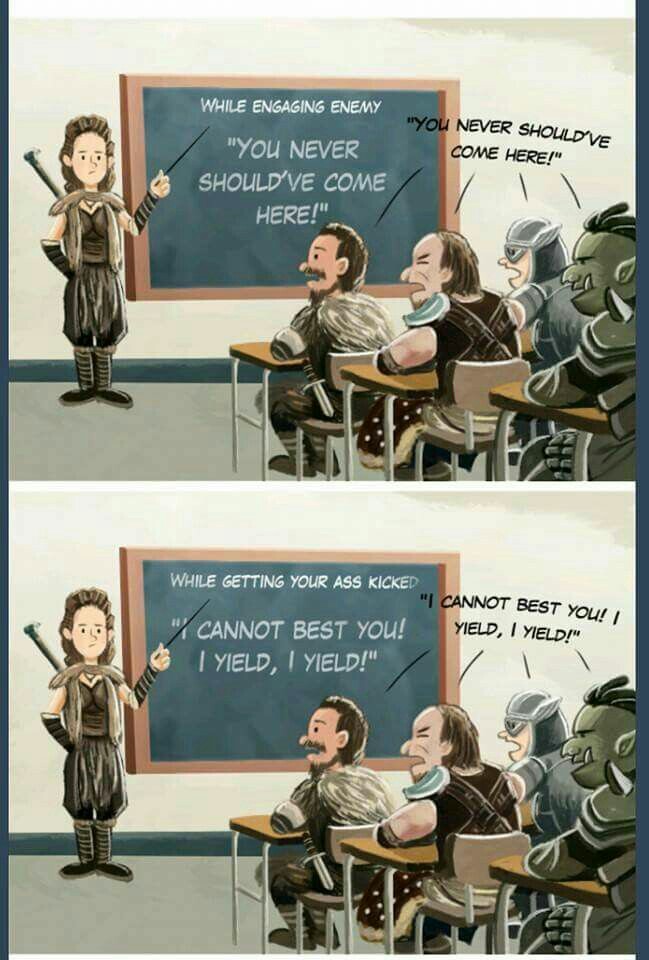 WHILE ENGAGING ENEMY
"YOU NEVER
SHOULD'VE COME
HERE!"
"YOU NEVER SHOULD'VE
COME HERE!"
WHILE GETTING YOUR ASS KICKED
"I CANNOT BEST YOU!
I YIELD, I YIELD!"
"I CANNOT BEST YOU! I
YIELD, I YIELD!"